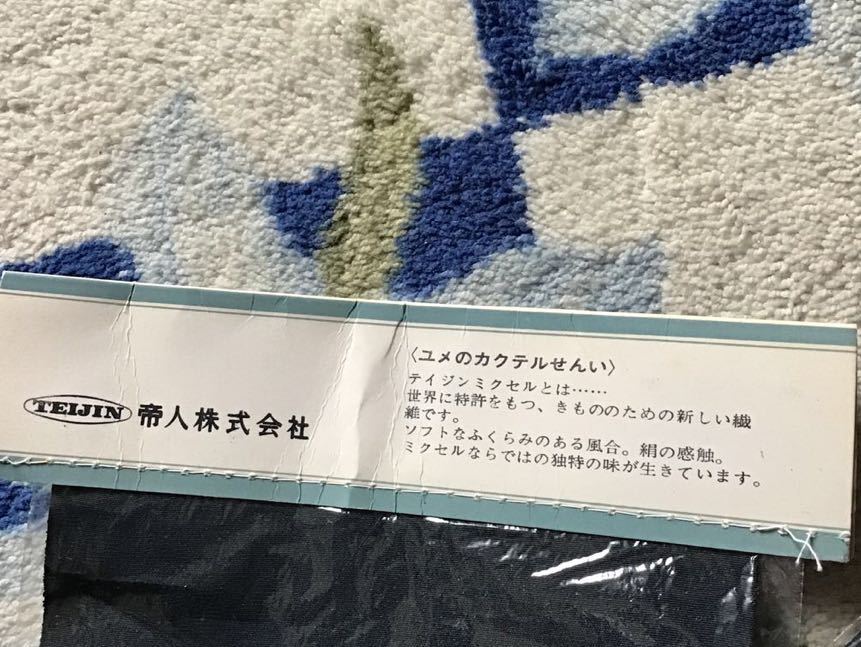 TEIJIN 帝人株式会社
〈ユメのカクテルせんい〉
テイジンミクセルとは……
世界に特許をもつ、きもののための新しい繊
維です。
ソフトなふくらみのある風合。絹の感触。
ミクセルならではの独特の味が生きています。